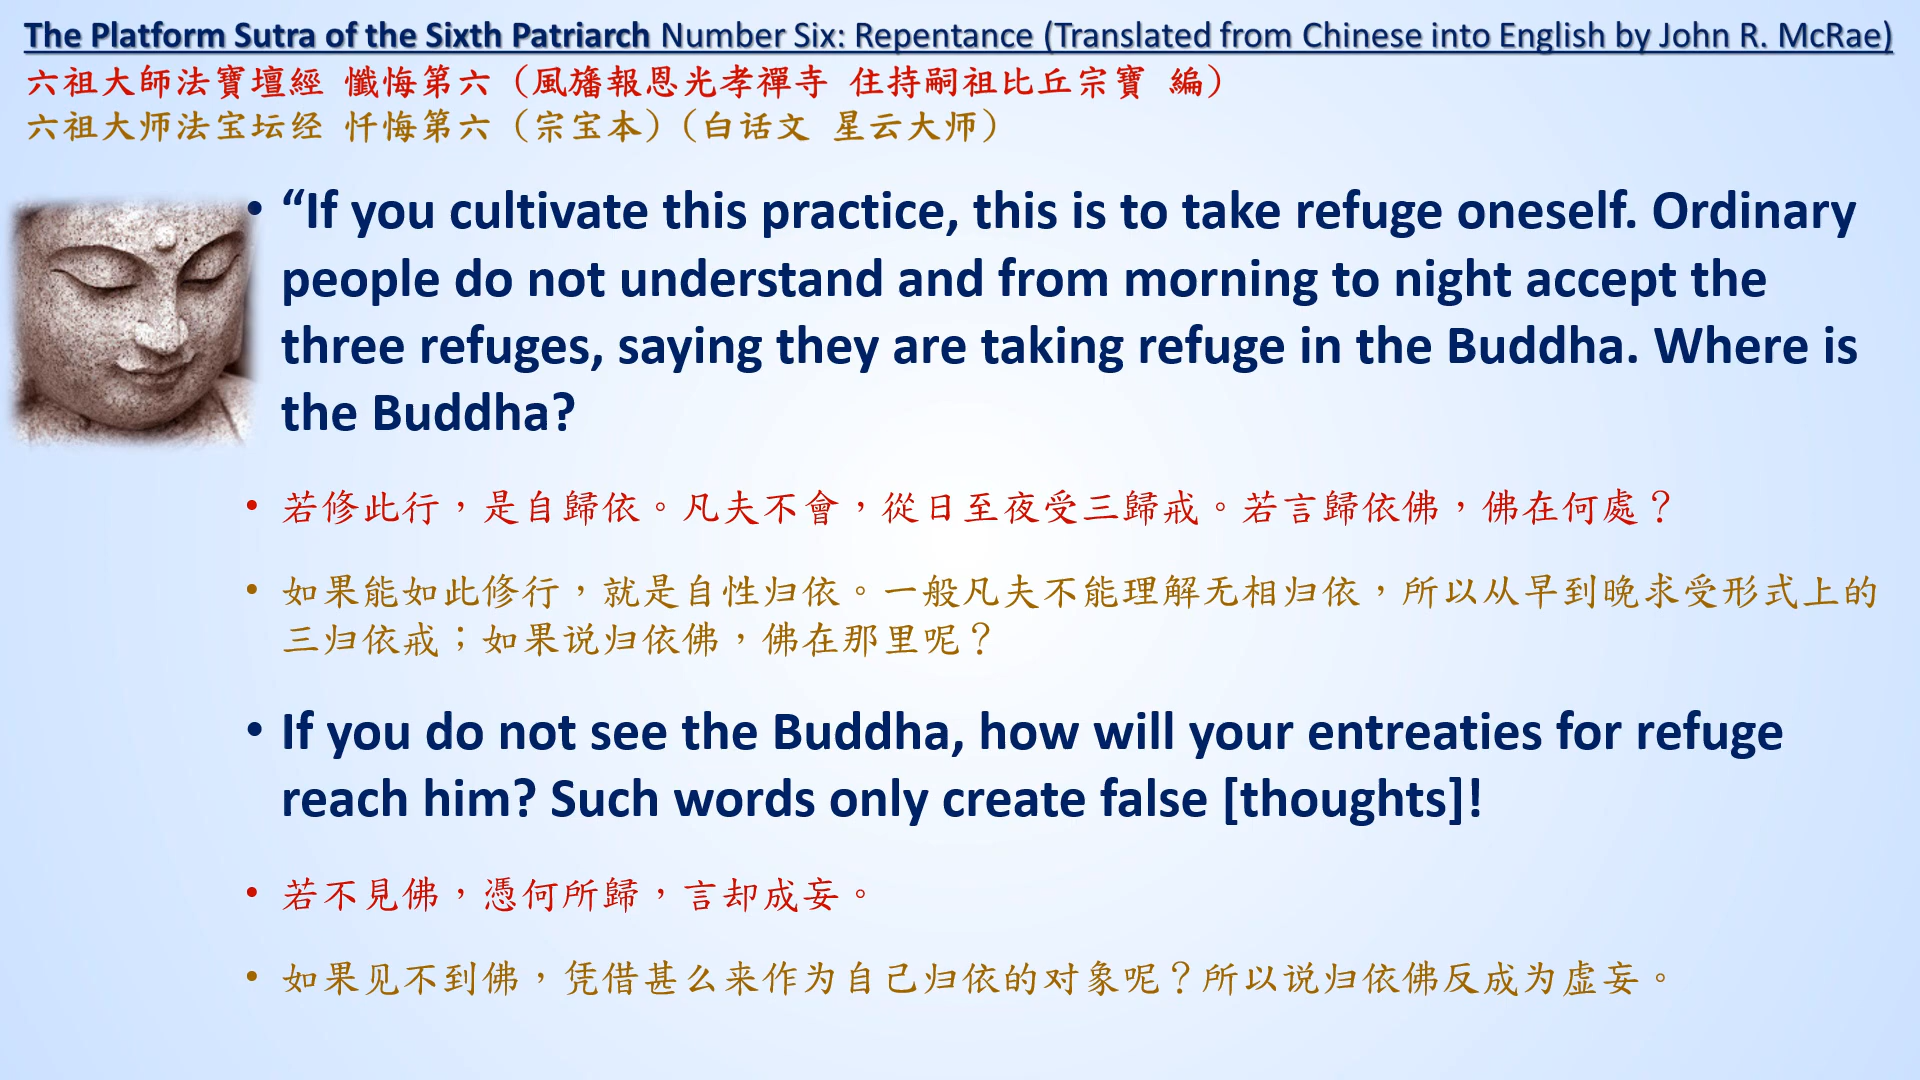 The Platform Sutra of the Sixth Patriarch Number Six: Repentance (Translated from Chinese into English by John R. McRae)
六祖大師法寶壇經 懺悔第六（風旛報恩光孝禪寺 住持嗣祖比丘宗寶 編）
六祖大师法宝坛经 忏悔第六（宗宝本）（白话文 星云大师）
• “If you cultivate this practice, this is to take refuge oneself. Ordinary
people do not understand and from morning to night accept the
three refuges, saying they are taking refuge in the Buddha. Where is
the Buddha?
• 若修此行，是自歸依。凡夫不會，從日至夜受三歸戒。若言歸依佛，佛在何處？
• 如果能如此修行，就是自性归依。一般凡夫不能理解无相归依，所以从早到晚求受形式上的
三归依戒；如果说归依佛，佛在那里呢？
• If you do not see the Buddha, how will your entreaties for refuge
reach him? Such words only create false [thoughts]!
• 若不見佛，憑何所歸，言却成妄。
• 如果见不到佛，凭借甚么来作为自己归依的对象呢？所以说归依佛反成为虚妄。